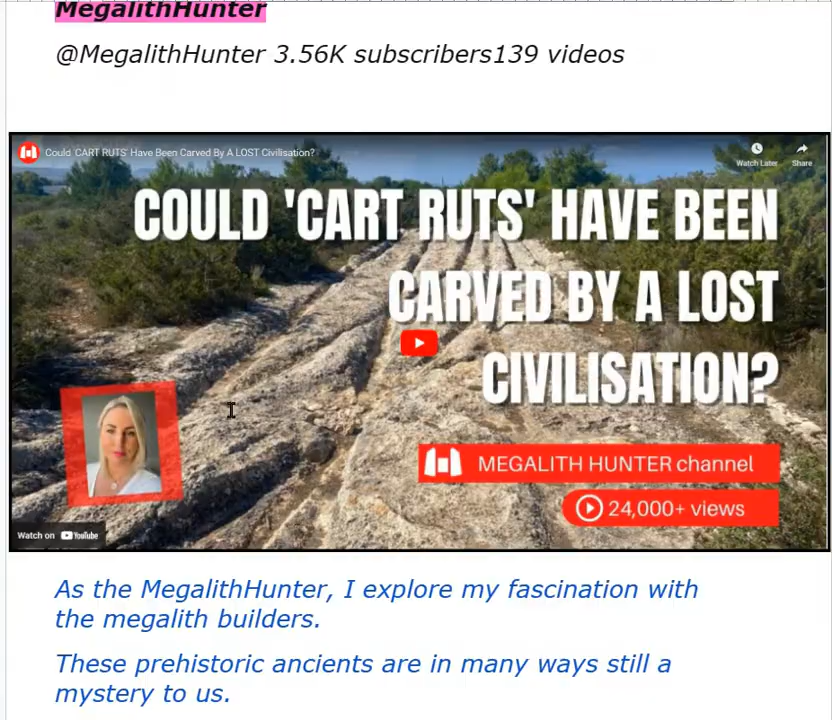 MegalithHunter
@MegalithHunter 3.56K subscribers139 videos
Could 'CART RUTS' Have Been Carved By A LOST Civilisation?
Watch Later
Share
COULD 'CART RUTS' HAVE BEEN
CARVED BY A LOST
CIVILISATION?
MEGALITH HUNTER channel
24,000+ views
Watch on YouTube
As the MegalithHunter, I explore my fascination with
the megalith builders.
These prehistoric ancients are in many ways still a
mystery to us.